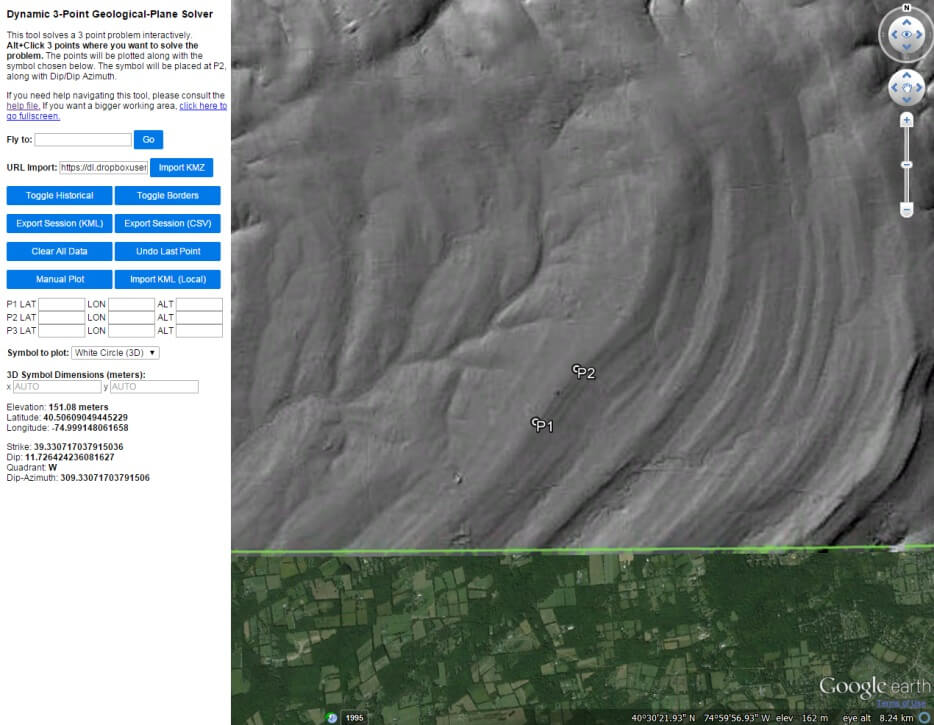 Dynamic 3-Point Geological-Plane Solver
This tool solves a 3 point problem interactively.
Alt+Click 3 points where you want to solve the
problem. The points will be plotted along with the
symbol chosen below. The symbol will be placed at P2,
along with Dip/Dip Azimuth.
If you need help navigating this tool, please consult the
help file. If you want a bigger working area, click here to
go fullscreen.
Fly to: Go
URL Import: https://dl.dropboxuser Import KMZ
Toggle Historical Toggle Borders
Export Session (KML) Export Session (CSV)
Clear All Data Undo Last Point
Manual Plot Import KML (Local)
P1 LAT LON ALT
P2 LAT LON ALT
P3 LAT LON ALT
Symbol to plot: White Circle (3D)
3D Symbol Dimensions (meters):
x AUTO y AUTO
Elevation: 151.08 meters
Latitude: 40.50609049445229
Longitude: -74.999148061658
Strike: 39.330717037915036
Dip: 11.726424236081627
Quadrant: W
Dip-Azimuth: 309.33071703791506
N
P2
P1
Google earth
Terms of Use
1995
40°30'21.93" N 74°59'56.93" W elev 162 m eye alt 8.24 km